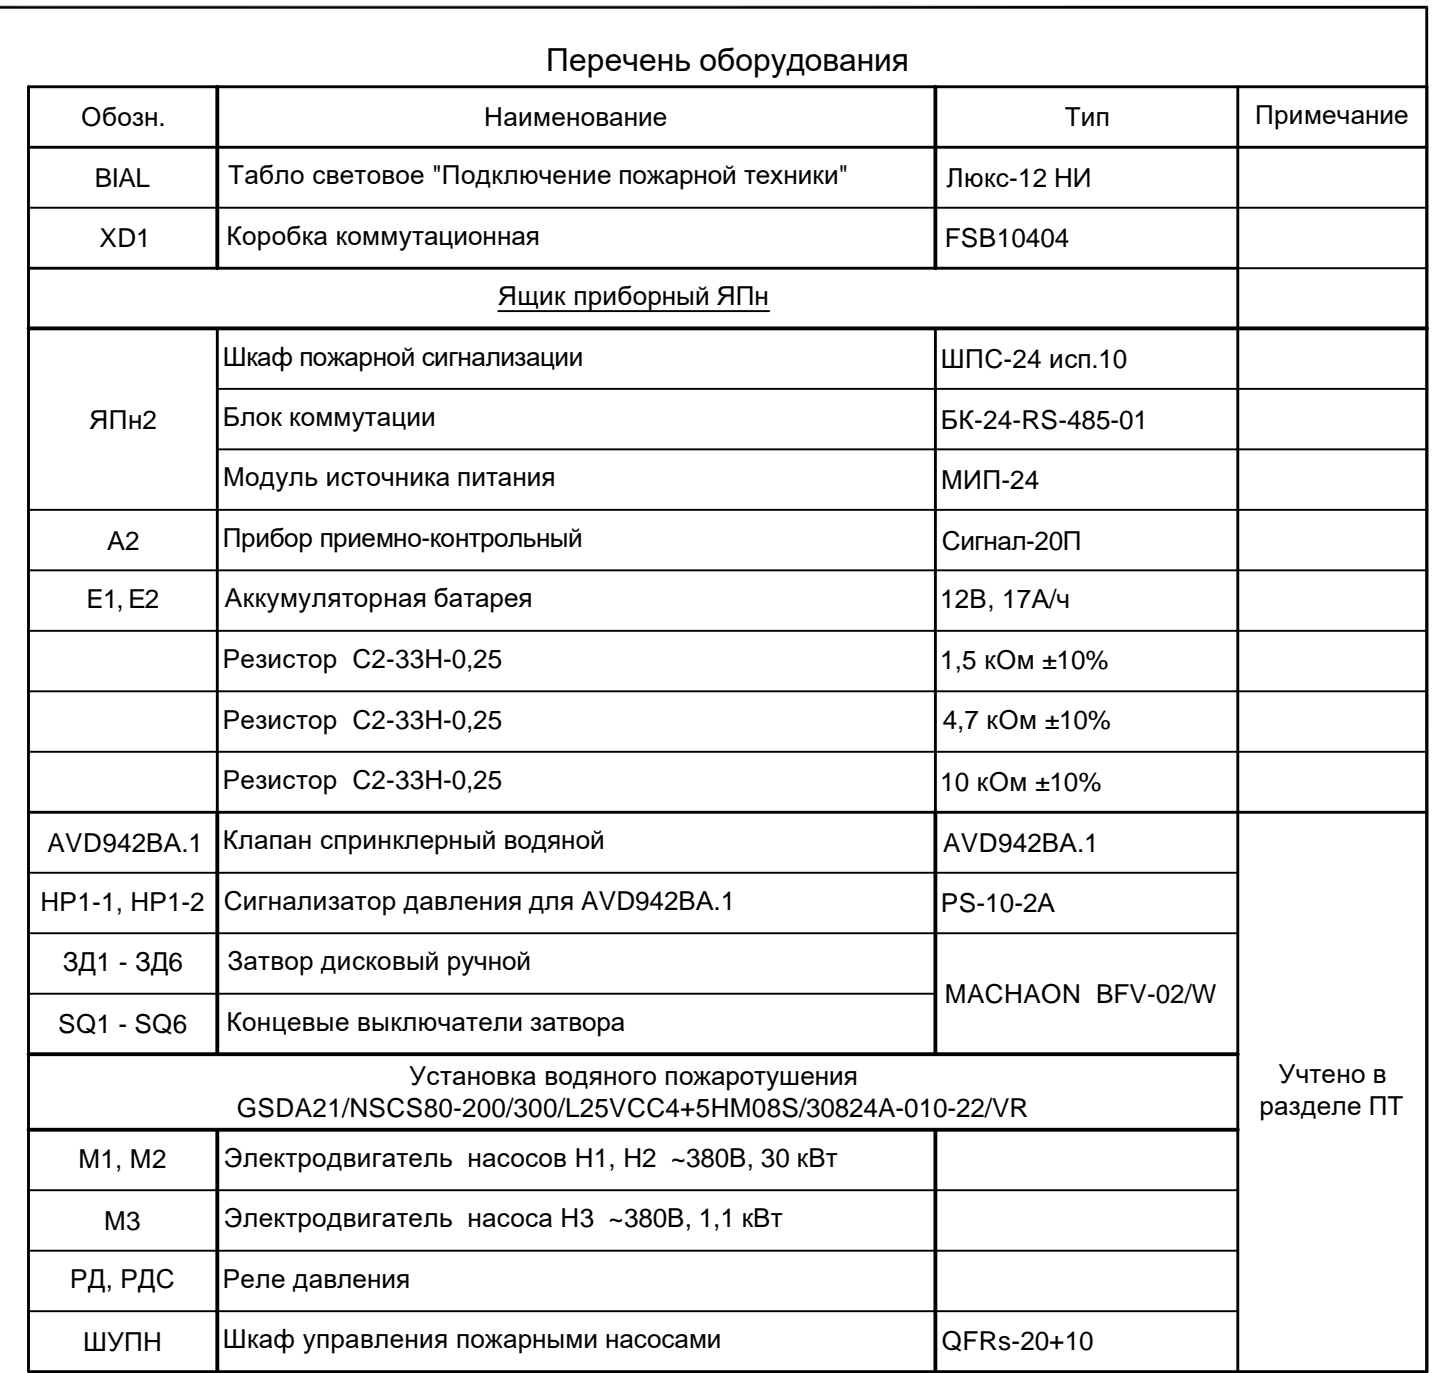 Перечень оборудования
Обозн. Наименование Тип Примечание
BIAL Табло световое "Подключение пожарной техники" Люкс-12 НИ
XD1 Коробка коммутационная FSB10404
Ящик приборный ЯПн
ЯПн2 Шкаф пожарной сигнализации ШПС-24 исп.10
Блок коммутации БК-24-RS-485-01
Модуль источника питания МИП-24
А2 Прибор приемно-контрольный Сигнал-20П
Е1, Е2 Аккумуляторная батарея 12В, 17А/ч
Резистор С2-33Н-0,25 1,5 кОм ±10%
Резистор С2-33Н-0,25 4,7 кОм ±10%
Резистор С2-33Н-0,25 10 кОм ±10%
AVD942BA.1 Клапан спринклерный водяной AVD942BA.1
HP1-1, HP1-2 Сигнализатор давления для AVD942BA.1 PS-10-2A
ЗД1 - ЗД6 Затвор дисковый ручной MACHAON BFV-02/W
SQ1 - SQ6 Концевые выключатели затвора
Установка водяного пожаротушения
GSDA21/NSCS80-200/300/L25VCC4+5HM08S/30824A-010-22/VR
Учтено в
разделе ПТ
М1, М2 Электродвигатель насосов Н1, Н2 ~380В, 30 кВт
М3 Электродвигатель насоса Н3 ~380В, 1,1 кВт
РД, РДС Реле давления
ШУПН Шкаф управления пожарными насосами QFRs-20+10